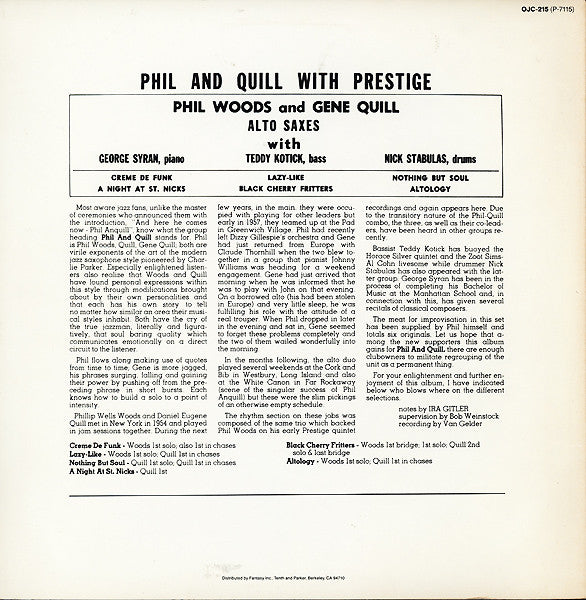 OJC-215 (P-7115)
PHIL AND QUILL WITH PRESTIGE
PHIL WOODS and GENE QUILL
ALTO SAXES
with
GEORGE SYRAN, piano TEDDY KOTICK, bass NICK STABULAS, drums
CREME DE FUNK LAZY-LIKE NOTHING BUT SOUL
A NIGHT AT ST. NICKS BLACK CHERRY FRITTERS ALTOLOGY
Most aware jazz fans, unlike the master
of ceremonies who announced them with
the introduction, "And here he comes
now - Phil Anquill", know what the group
heading Phil And Quill stands for. Phil
is Phil Woods, Quill, Gene Quill; both are
virile exponents of the art of the modern
jazz saxophone style pioneered by Char-
lie Parker. Especially enlightened listen-
ers also realize that Woods and Quill
have found personal expressions within
this style through modifications brought
about by their own personalities and
that each has his own story to tell
no matter how similar an area their musi-
cal styles inhabit. Both have the cry of
the true jazzman, literally and figura-
tively, that soul baring quality which
communicates emotionally on a direct
circuit to the listener.
Phil flows along making use of quotes
from time to time, Gene is more jagged,
his phrases surging, falling and gaining
their power by pushing off from the pre-
ceding phrase in short bursts. Each
knows how to build a solo to a point of
intensity.
Phillip Wells Woods and Daniel Eugene
Quill met in New York in 1954 and played
in jam sessions together. During the next
few years, in the main, they were occu-
pied with playing for other leaders but
early in 1957, they teamed up at the Pad
in Greenwich Village. Phil had recently
left Dizzy Gillespie's orchestra and Gene
had just returned from Europe with
Claude Thornhill when the two blew to-
gether in a group that pianist Johnny
Williams was heading for a weekend
engagement. Gene had just arrived that
morning when he was informed that he
was to play with John on that evening.
On a borrowed alto (his had been stolen
in Europe) and very little sleep, he was
fulfilling his role with the attitude of a
real trouper. When Phil dropped in later
in the evening and sat in, Gene seemed
to forget these problems completely and
the two of them wailed wonderfully into
the morning.
In the months following, the alto duo
played several weekends at the Cork and
Bib in Westbury, Long Island and also
at the White Canon in Far Rockaway
(scene of the singular success of Phil
Anquill) but these were the slim pickings
of an otherwise empty schedule.
The rhythm section on these jobs was
composed of the same trio which backed
Phil Woods on his early Prestige quintet
recordings and again appears here. Due
to the transitory nature of the Phil-Quill
combo, the three, as well as their co-lead-
ers, have been heard in other groups re-
cently.
Bassist Teddy Kotick has buoyed the
Horace Silver quintet and the Zoot Sims-
Al Cohn livesome while drummer Nick
Stabulas has also appeared with the lat-
ter group. George Syran has been in the
process of completing his Bachelor of
Music at the Manhattan School and, in
connection with this, has given several
recitals of classical composers.
The meat for improvisation in this set
has been supplied by Phil himself and
totals six originals. Let us hope that a-
mong the new supporters this album
gains for Phil And Quill, there are enough
clubowners to militate regrouping of the
unit as a permanent thing.
For your enlightenment and further en-
joyment of this album, I have indicated
below who blows where on the different
selections.
notes by IRA GITLER
supervision by Bob Weinstock
recording by Van Gelder
Creme De Funk - Woods 1st solo; also 1st in chases
Lazy-Like - Woods 1st solo; Quill 1st in chases
Nothing But Soul - Quill 1st solo; Quill 1st in chases
A Night At St. Nicks - Quill 1st
Black Cherry Fritters - Woods 1st bridge; 1st solo; Quill 2nd
solo & last bridge
Altology - Woods 1st solo; Quill 1st in chases
Distributed by Fantasy Inc., Tenth and Parker, Berkeley, CA 94710